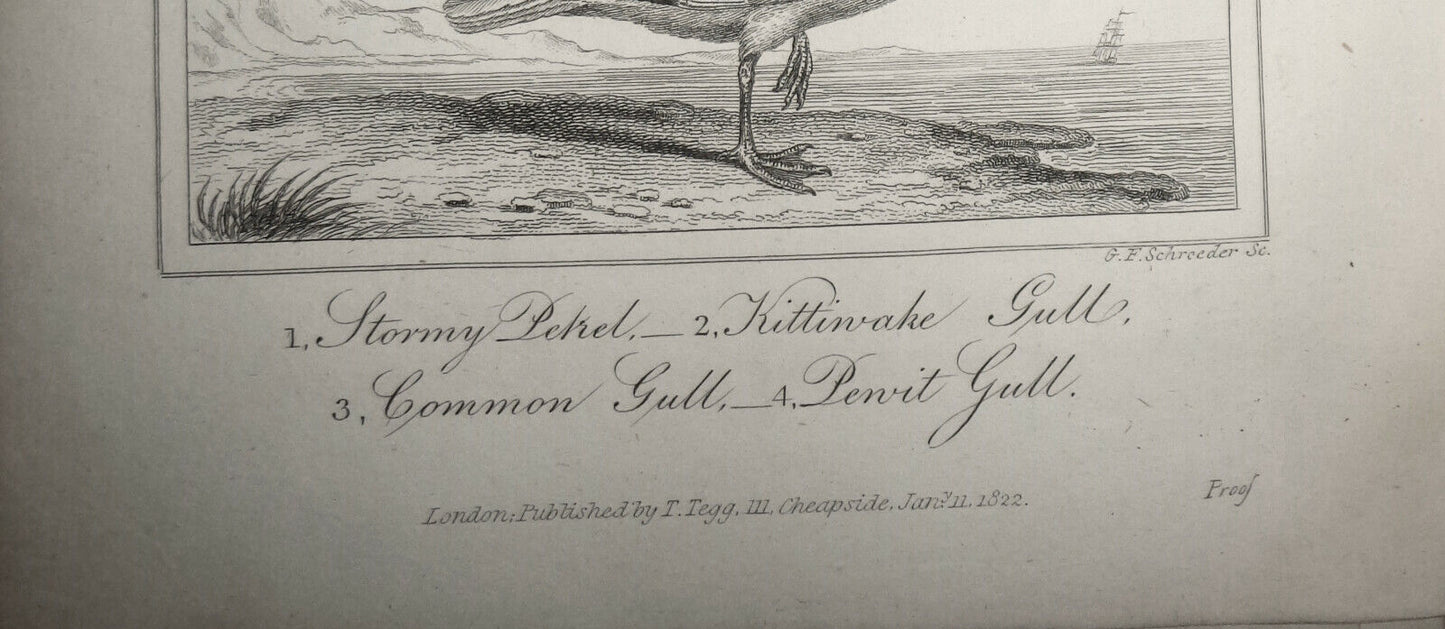 G. F. Schroeder Sc.
1, Stormy Petrel, — 2, Kittiwake Gull,
3, Common Gull, — 4, Pewit Gull.
London; Published by T. Tegg, 111, Cheapside, Jany. 11, 1822.
Proof